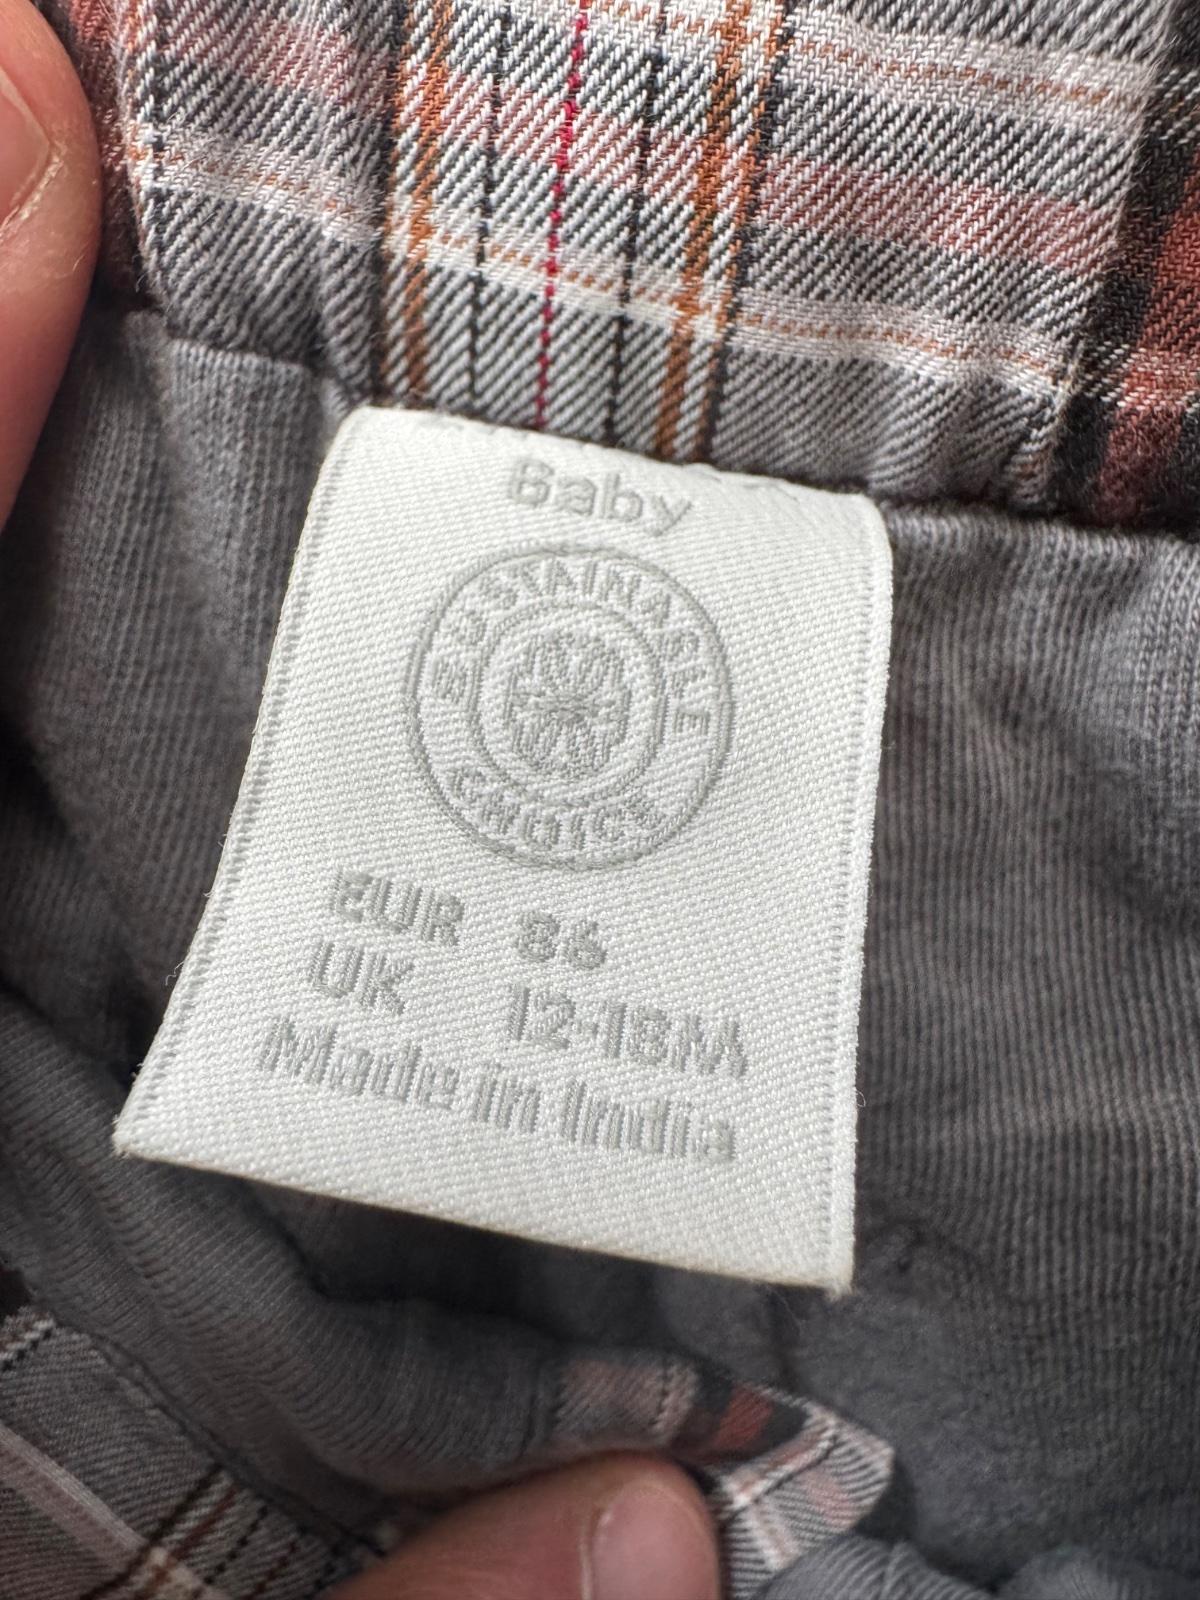 Baby
SUSTAINABLE
CHOICE
EUR 86
UK 12-18M
Made in India